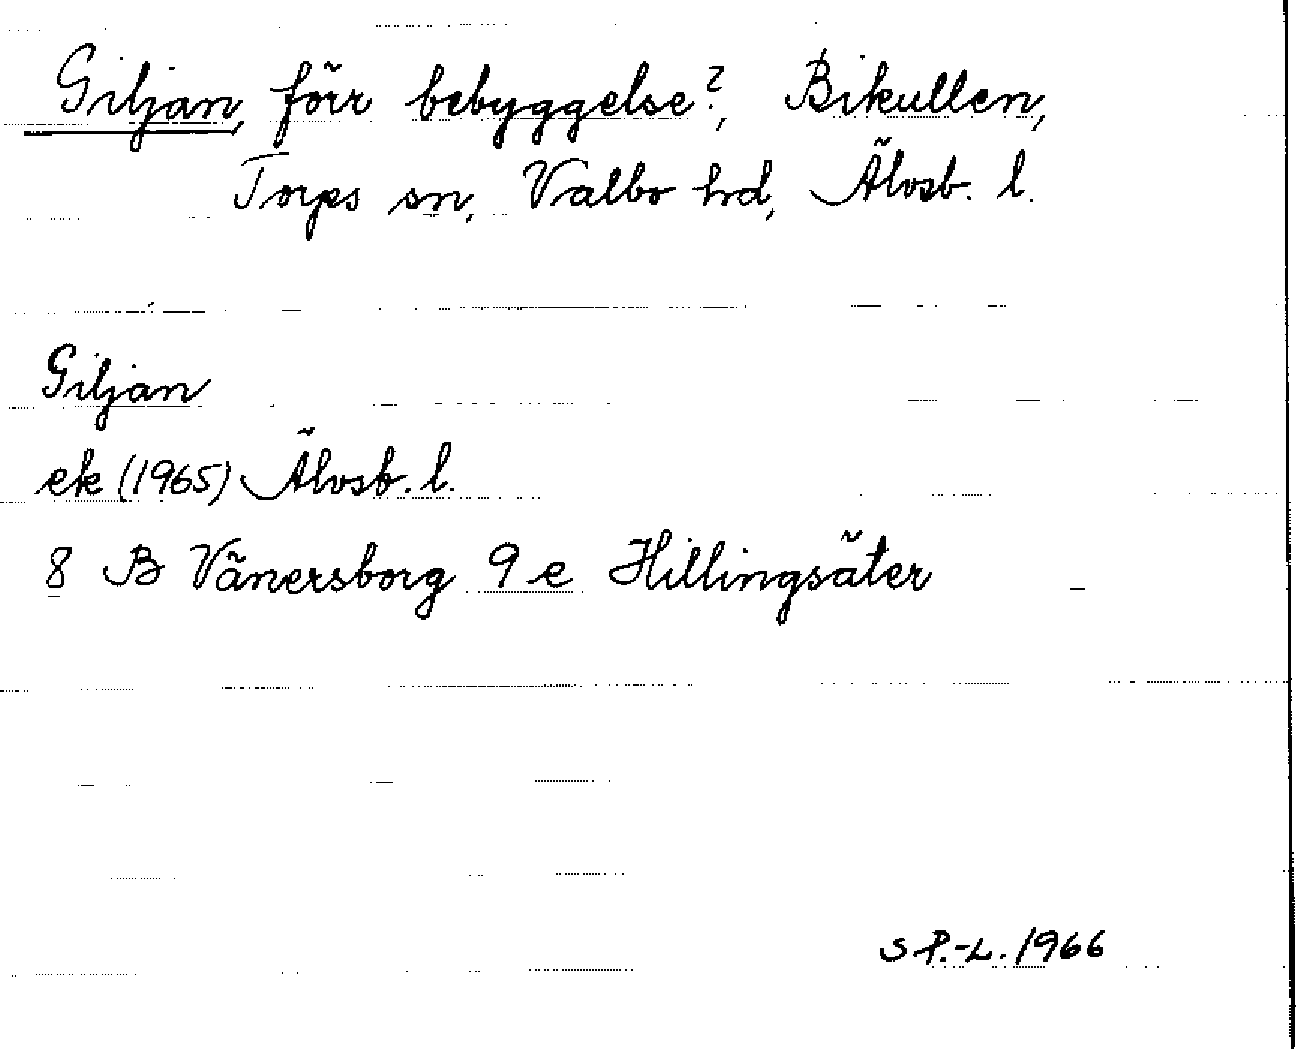 Giljan, förr bebyggelse?, Bikullen,
Torps sn, Valbo hd, Älvsb. l.
Giljan
ek (1965) Älvsb. l.
8 B Vänersborg 9 e Hillingsäter
S P.-L. 1966